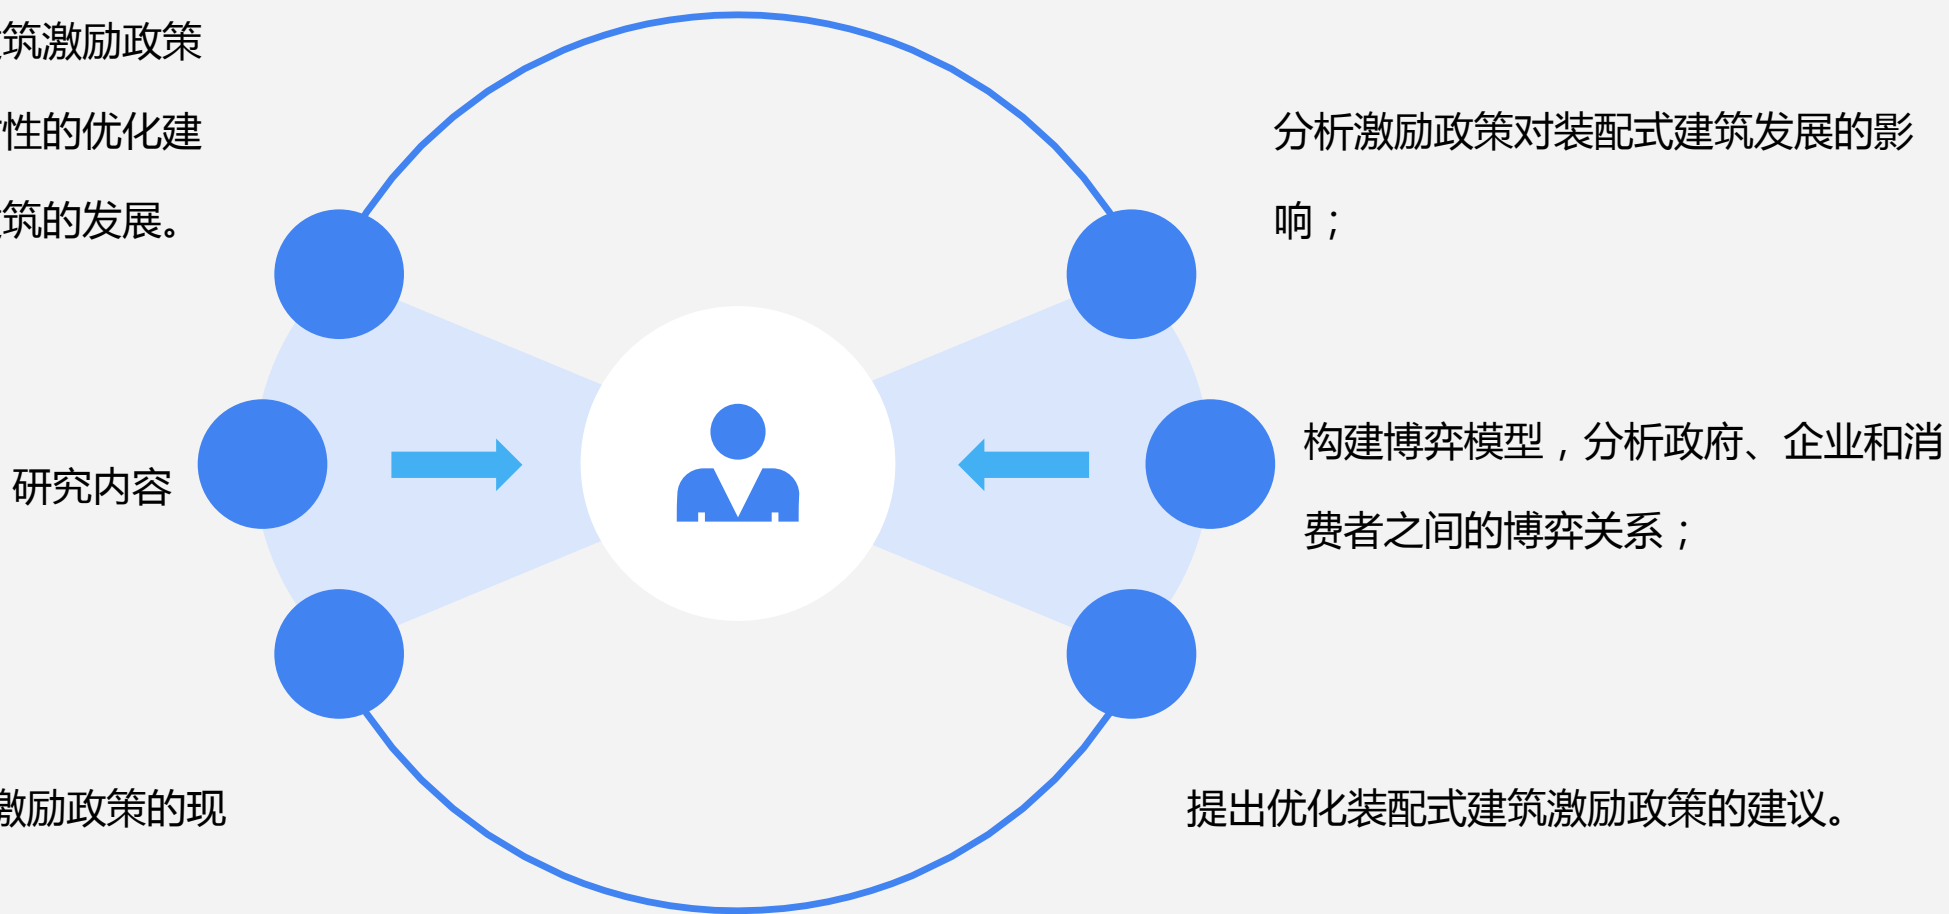 筑激励政策
性的优化建
筑的发展。
研究内容
激励政策的现
分析激励政策对装配式建筑发展的影
响；
构建博弈模型，分析政府、企业和消
费者之间的博弈关系；
提出优化装配式建筑激励政策的建议。